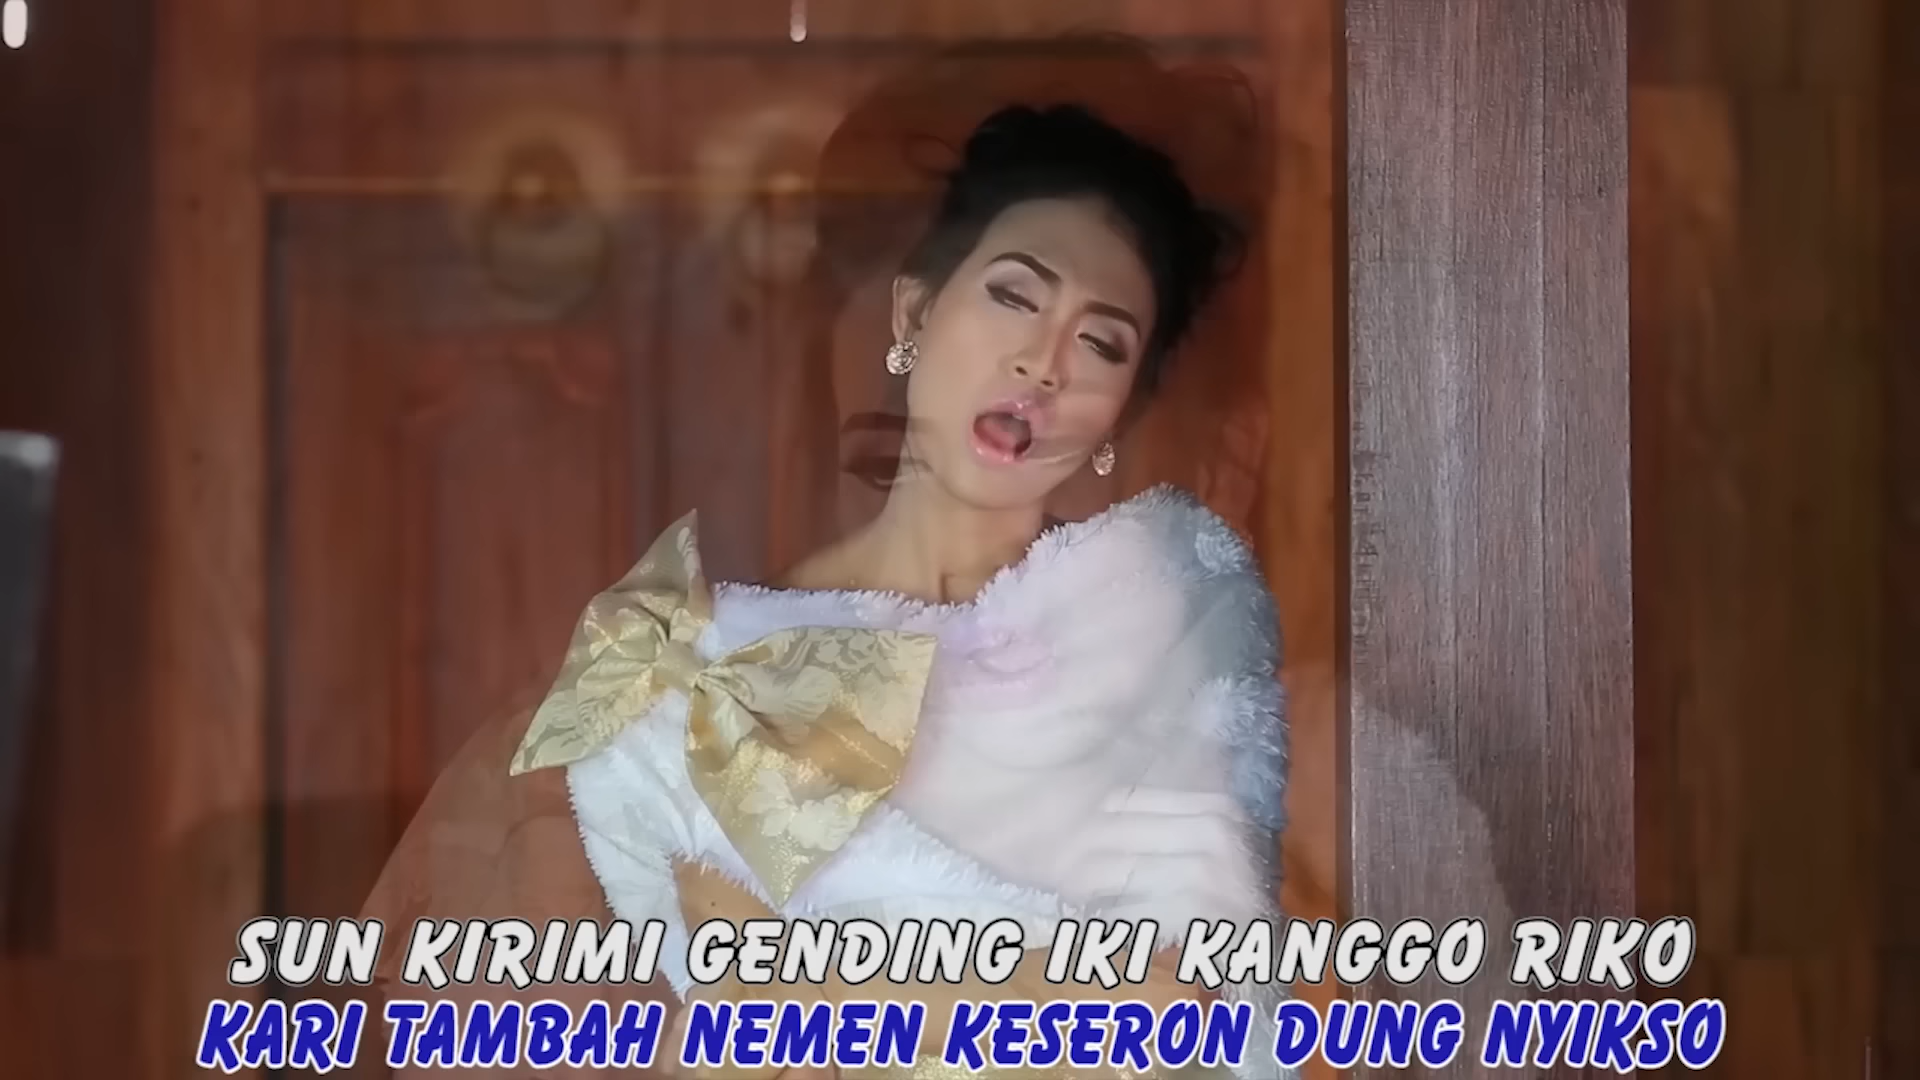 SUN KIRIMI GENDING IKI KANGGO RIKO
KARI TAMBAH NEMEN KESERON DUNG NYIKSO